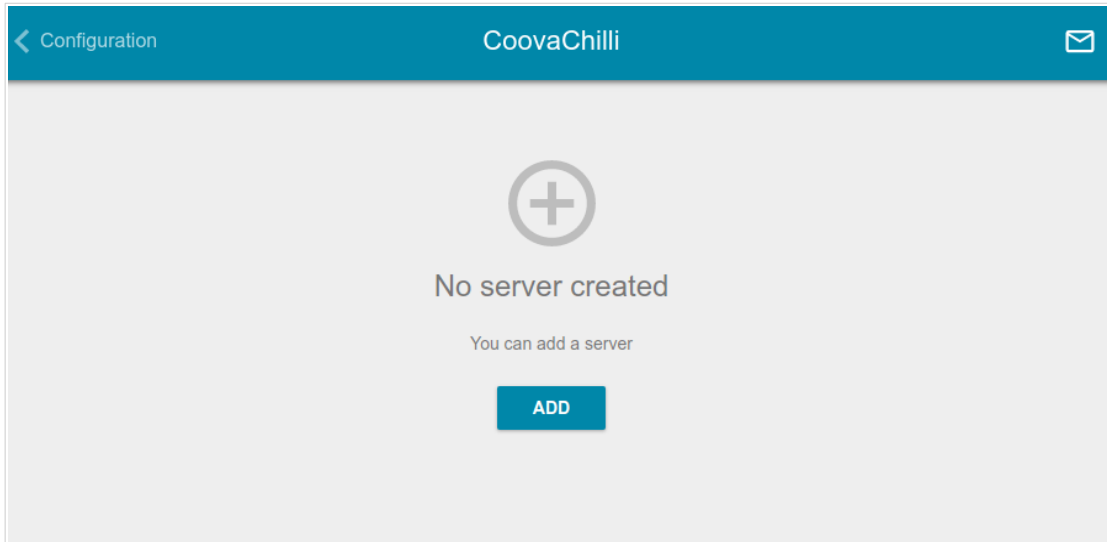 Configuration
CoovaChilli
No server created
You can add a server
ADD